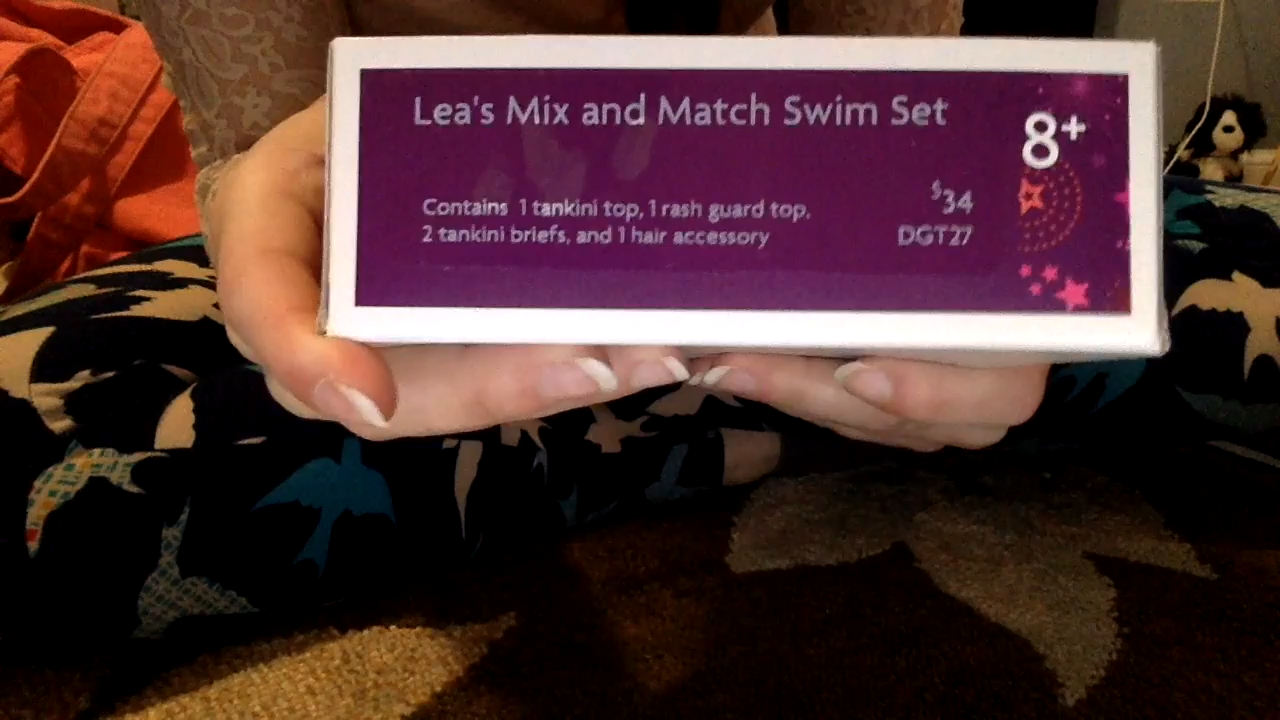 Lea's Mix and Match Swim Set
8+
Contains 1 tankini top, 1 rash guard top,
2 tankini briefs, and 1 hair accessory
$34
DGT27